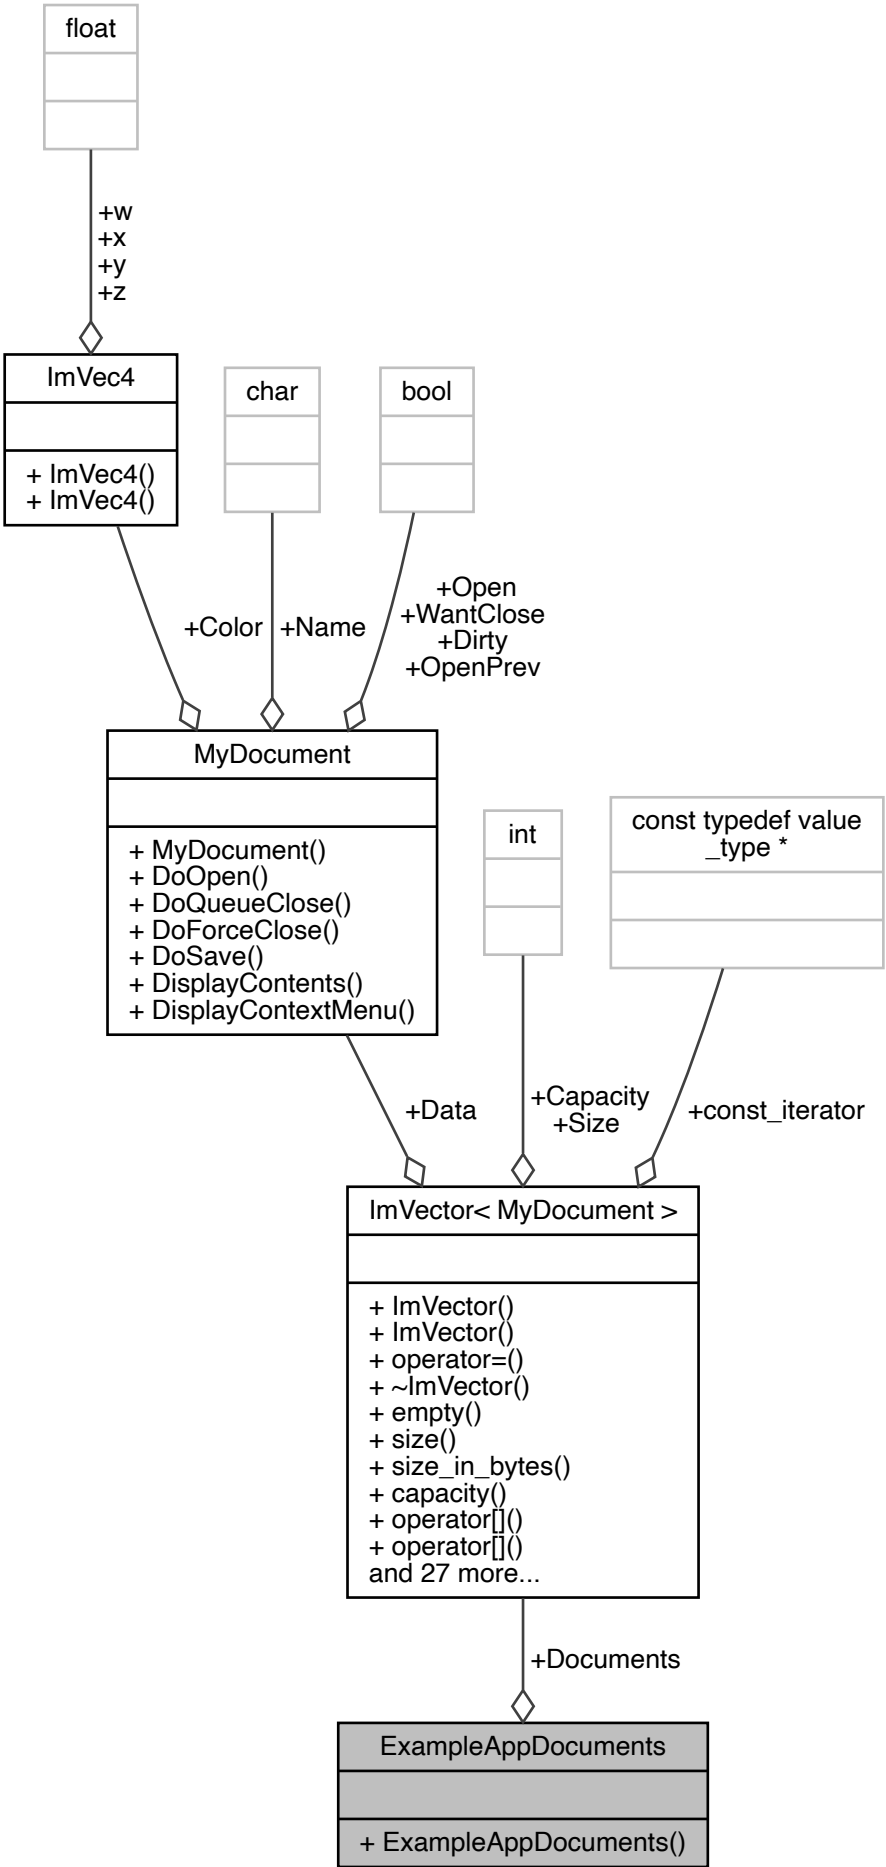 float
+w
+x
+y
+z
ImVec4
+ ImVec4()
+ ImVec4()
char
bool
+Color
+Name
+Open
+WantClose
+Dirty
+OpenPrev
MyDocument
+ MyDocument()
+ DoOpen()
+ DoQueueClose()
+ DoForceClose()
+ DoSave()
+ DisplayContents()
+ DisplayContextMenu()
int
const typedef value
_type *
+Data
+Capacity
+Size
+const_iterator
ImVector< MyDocument >
+ ImVector()
+ ImVector()
+ operator=()
+ ~ImVector()
+ empty()
+ size()
+ size_in_bytes()
+ capacity()
+ operator[]()
+ operator[]()
and 27 more...
+Documents
ExampleAppDocuments
+ ExampleAppDocuments()